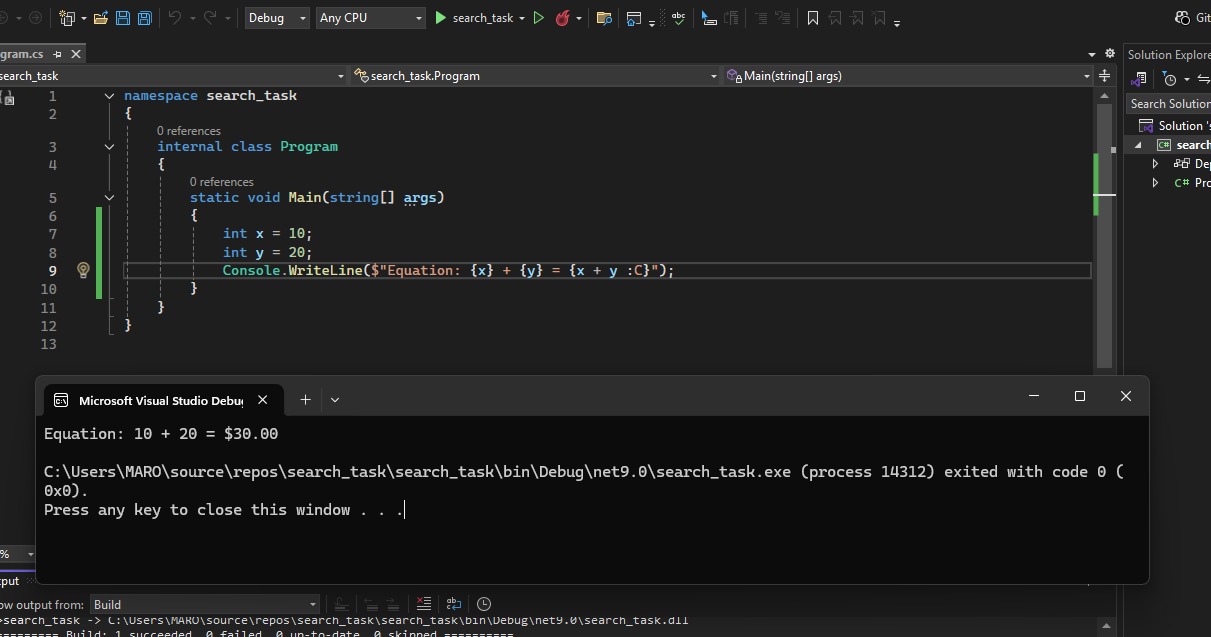 Debug
Any CPU
search_task
Git
gram.cs
Solution Explore
search_task
search_task.Program
Main(string[] args)
Search Solution
1 namespace search_task
2 {
0 references
3 internal class Program
4 {
0 references
5 static void Main(string[] args)
6 {
7 int x = 10;
8 int y = 20;
9 Console.WriteLine($"Equation: {x} + {y} = {x + y :C}");
10 }
11 }
12 }
13
Solution 's
C# search
De
C# Pro
Microsoft Visual Studio Debug
Equation: 10 + 20 = $30.00
C:\Users\MARO\source\repos\search_task\search_task\bin\Debug\net9.0\search_task.exe (process 14312) exited with code 0 (
0x0).
Press any key to close this window . . .
%
put
ow output from: Build
>search_task -> C:\Users\MARO\source\repos\search_task\search_task\bin\Debug\net9.0\search_task.dll
========== Build: 1 succeeded, 0 failed, 0 up-to-date, 0 skipped ==========